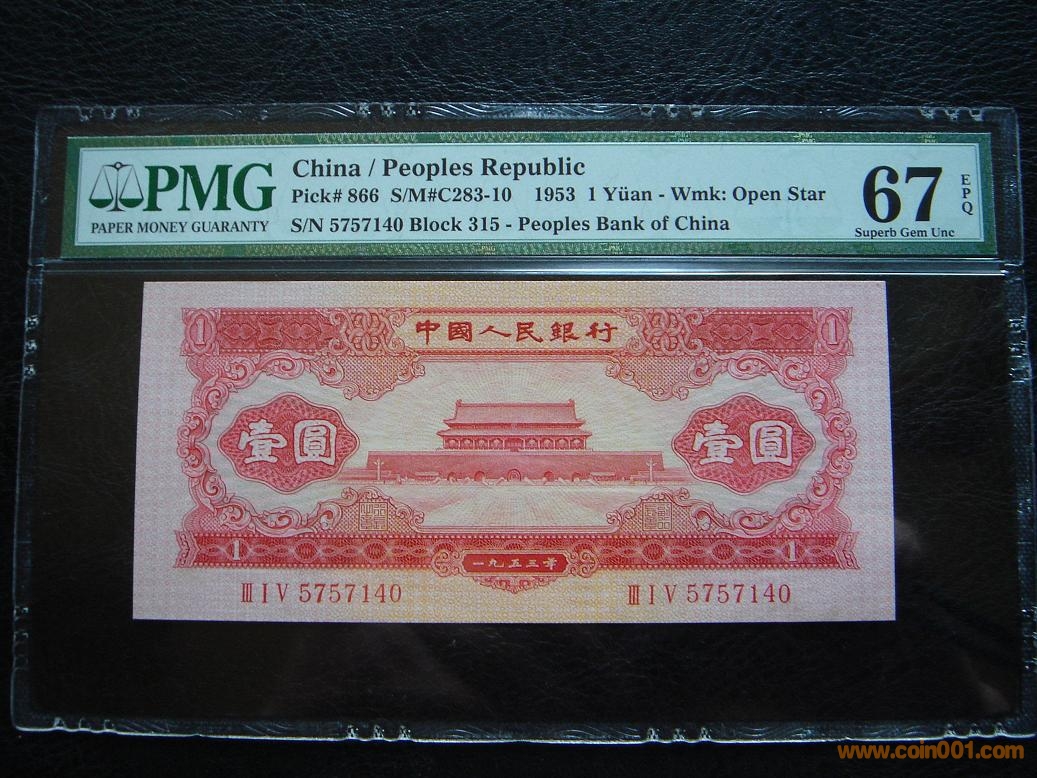 PMG
PAPER MONEY GUARANTY
China / Peoples Republic
Pick# 866 S/M#C283-10 1953 1 Yüan - Wmk: Open Star
S/N 5757140 Block 315 - Peoples Bank of China
67
EPQ
Superb Gem Unc
1 中國人民銀行 1
壹圓 壹圓
1 一九五三年 1
III I V 5757140 III I V 5757140
www.coin001.com